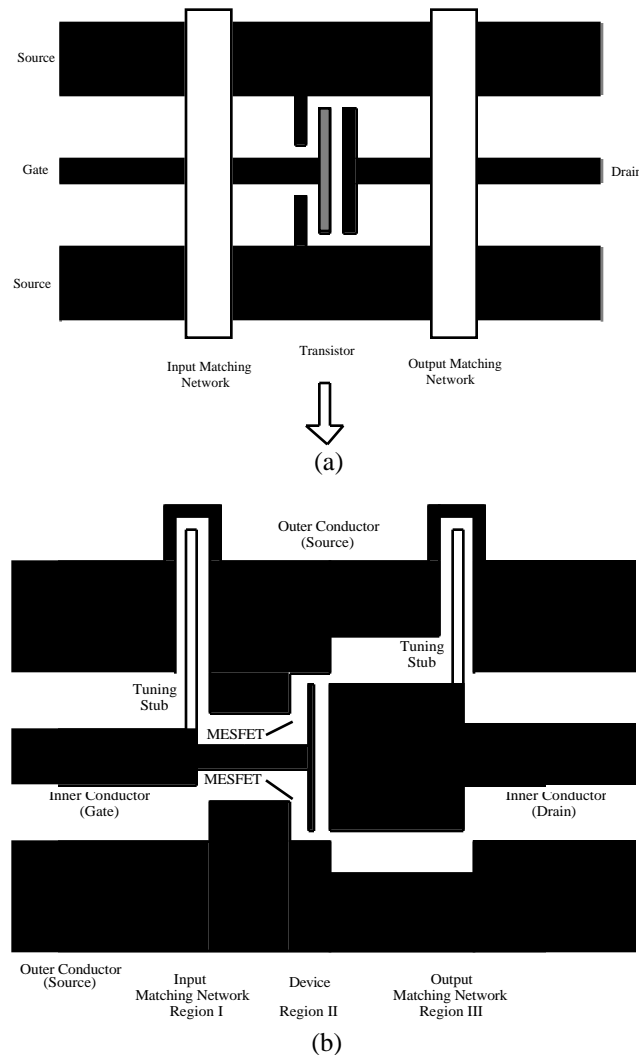 Source
Gate
Drain
Source
Transistor
Input Matching
Network
Output Matching
Network
(a)
Outer Conductor
(Source)
Tuning
Stub
Tuning
Stub
MESFET
MESFET
Inner Conductor
(Gate)
Inner Conductor
(Drain)
Outer Conductor
(Source)
Input
Matching Network
Region I
Device
Region II
Output
Matching Network
Region III
(b)